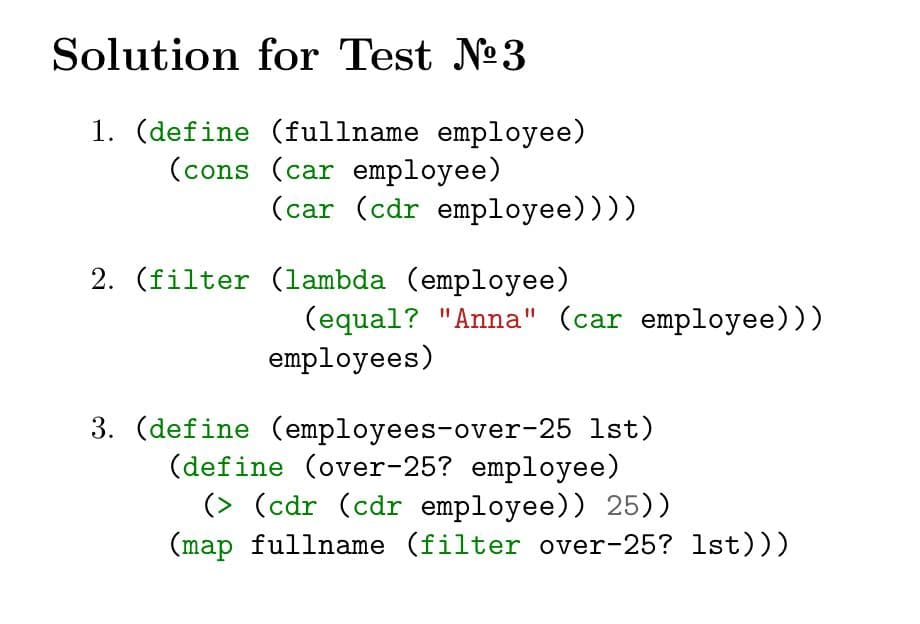 Solution for Test №3
1. (define (fullname employee)
(cons (car employee)
(car (cdr employee))))
2. (filter (lambda (employee)
(equal? "Anna" (car employee)))
employees)
3. (define (employees-over-25 lst)
(define (over-25? employee)
(> (cdr (cdr employee)) 25))
(map fullname (filter over-25? lst)))